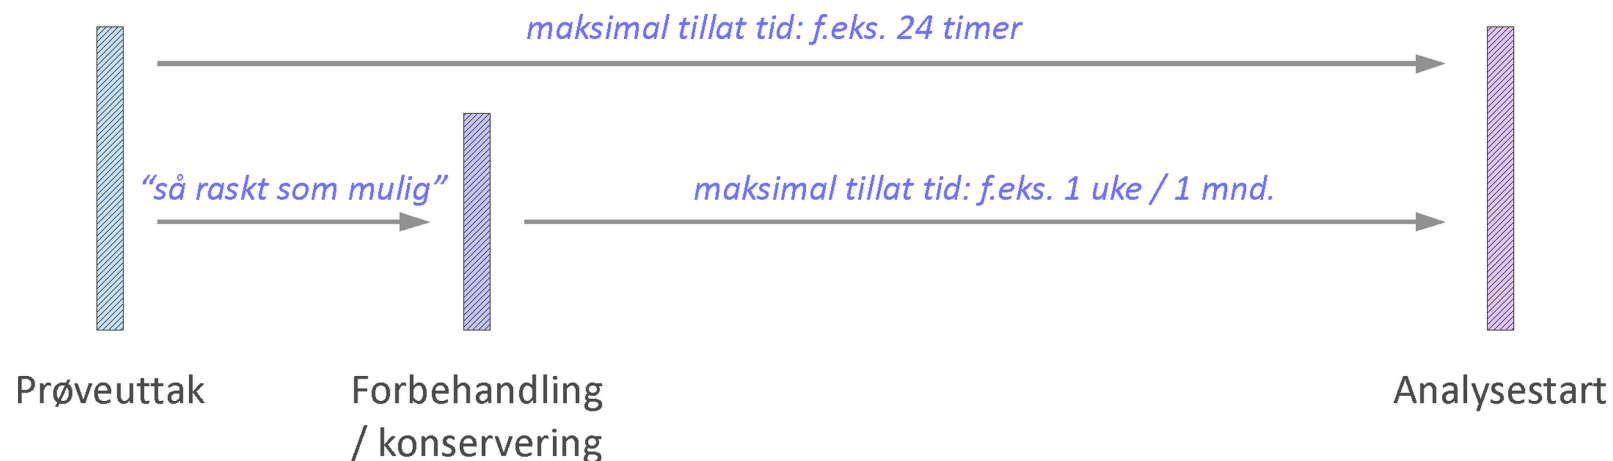 maksimal tillat tid: f.eks. 24 timer
“så raskt som mulig”
maksimal tillat tid: f.eks. 1 uke / 1 mnd.
Prøveuttak
Forbehandling
/ konservering
Analysestart